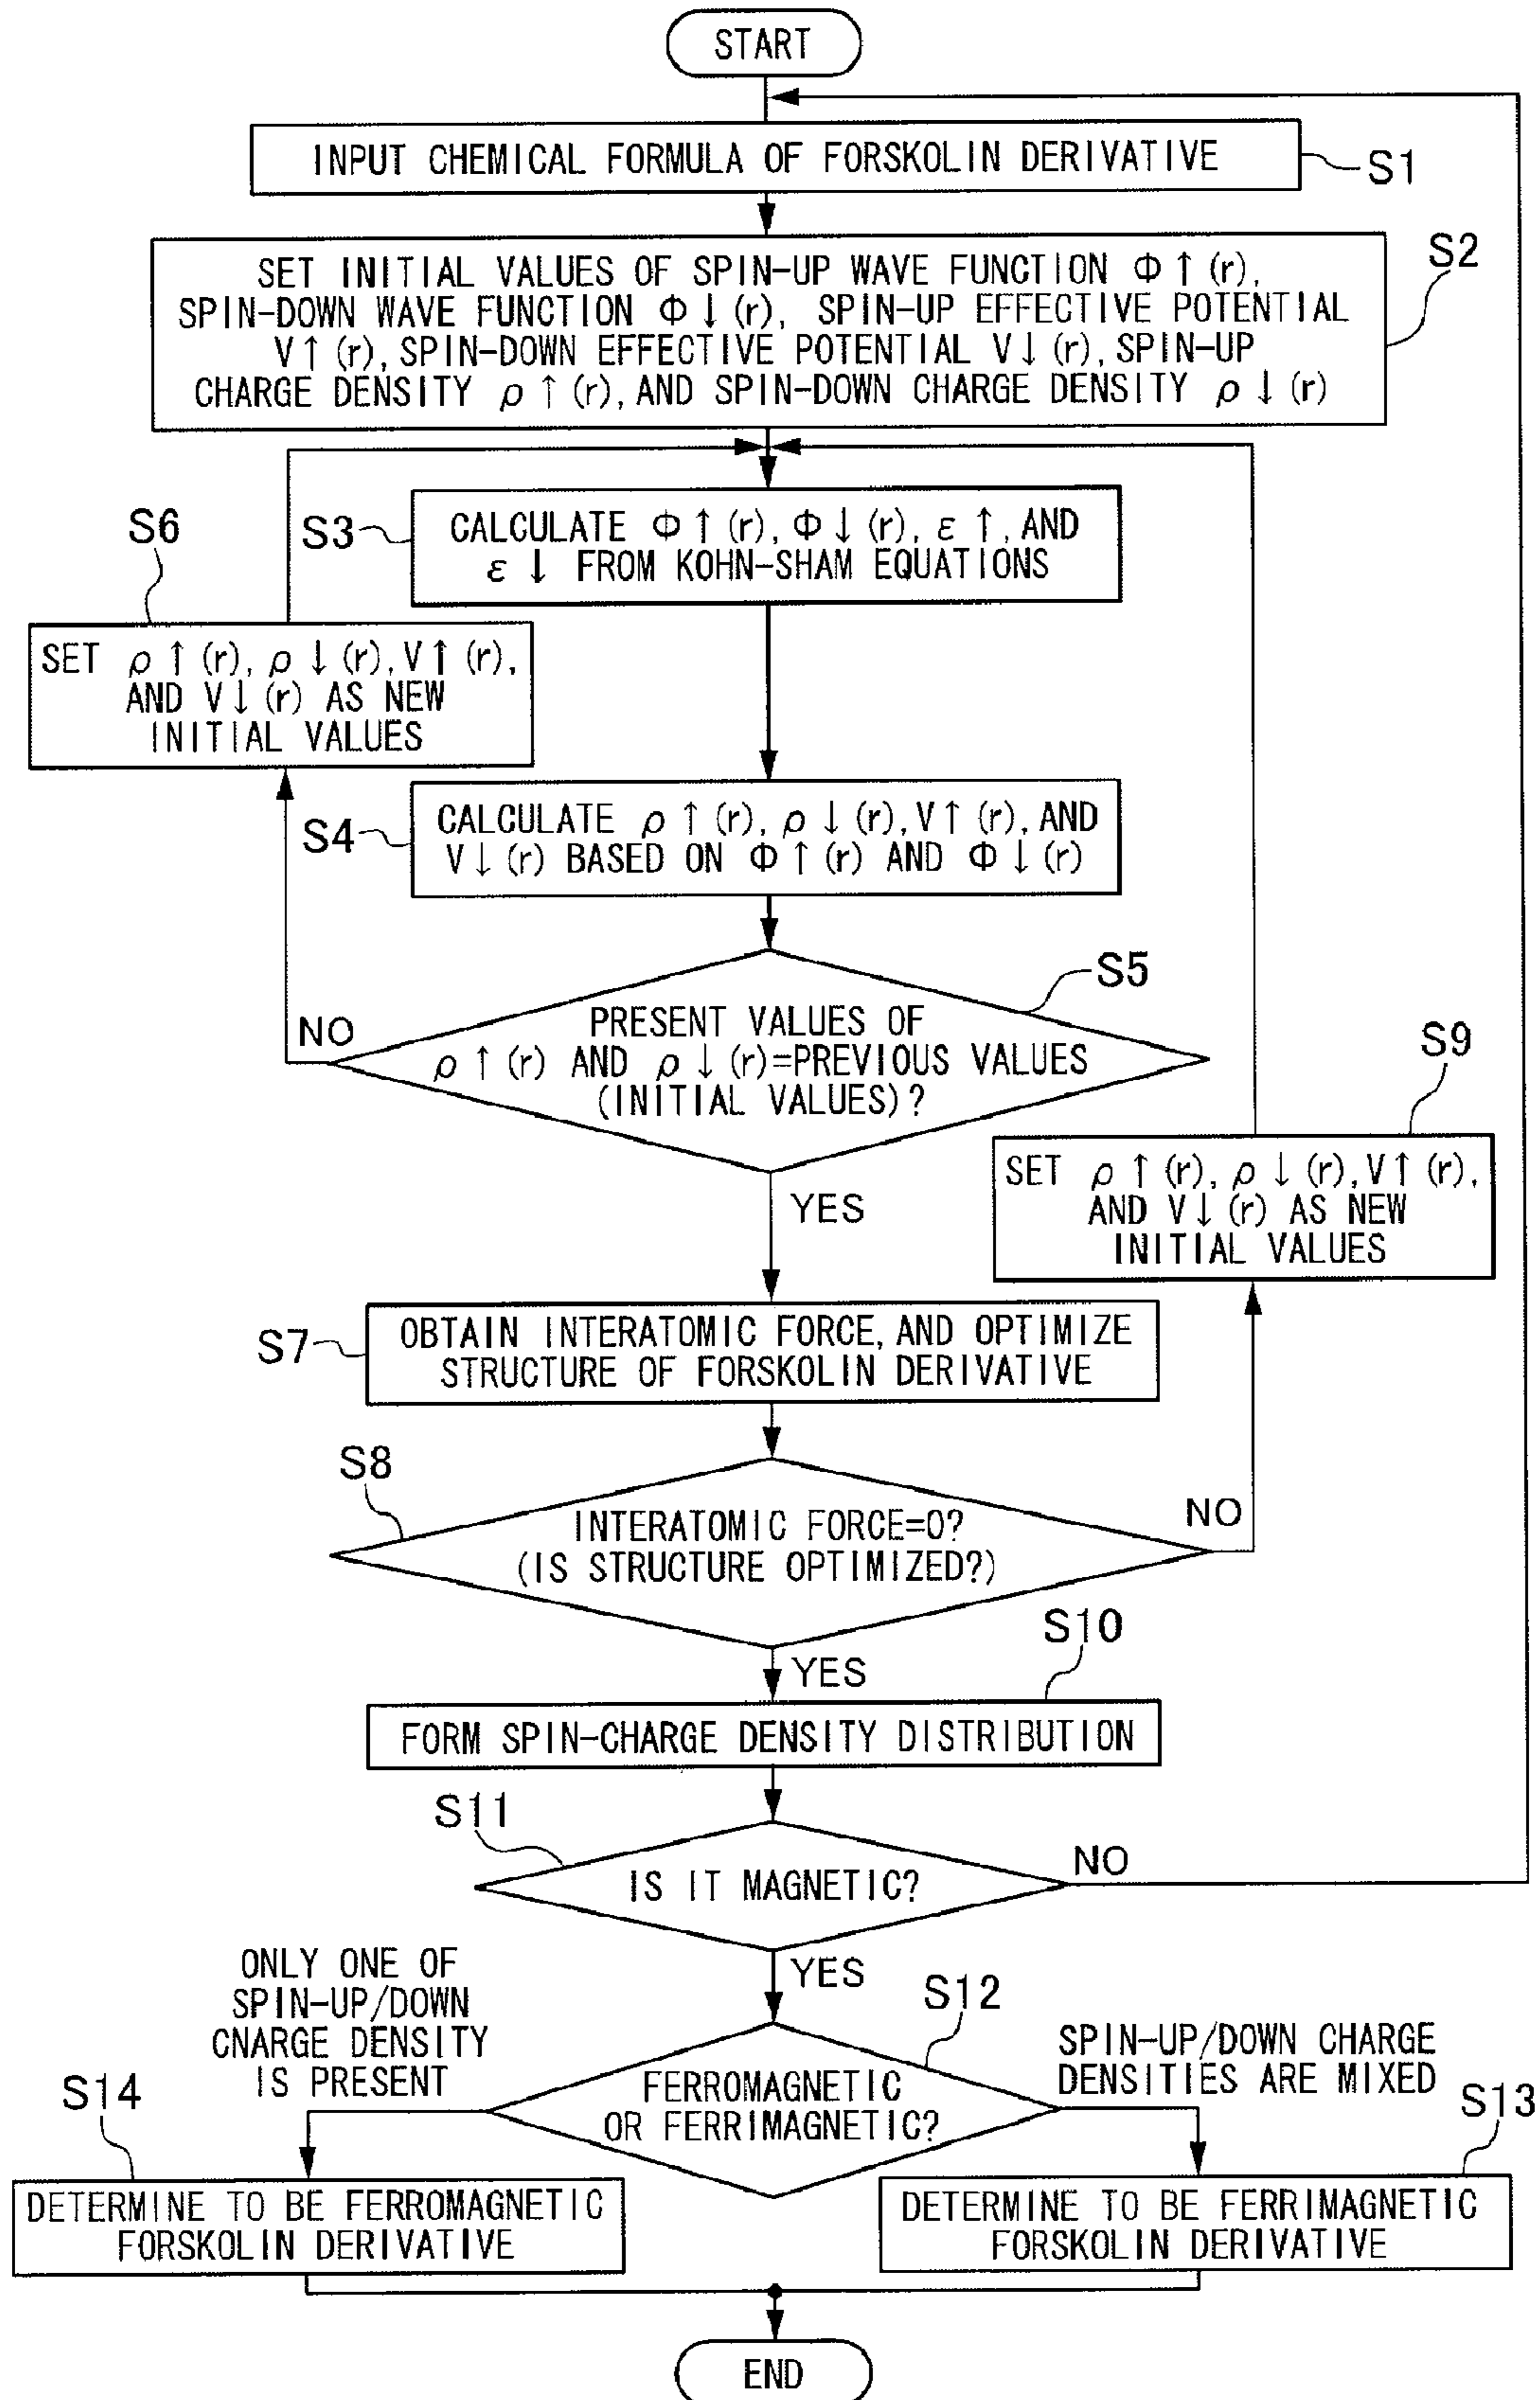 START
INPUT CHEMICAL FORMULA OF FORSKOLIN DERIVATIVE
S1
S2
SET INITIAL VALUES OF SPIN-UP WAVE FUNCTION Φ↑(r),
SPIN-DOWN WAVE FUNCTION Φ↓(r), SPIN-UP EFFECTIVE POTENTIAL
V↑(r), SPIN-DOWN EFFECTIVE POTENTIAL V↓(r), SPIN-UP
CHARGE DENSITY ρ↑(r), AND SPIN-DOWN CHARGE DENSITY ρ↓(r)
S3
CALCULATE Φ↑(r), Φ↓(r), ε↑, AND
ε↓ FROM KOHN-SHAM EQUATIONS
S6
SET ρ↑(r), ρ↓(r), V↑(r),
AND V↓(r) AS NEW
INITIAL VALUES
S4
CALCULATE ρ↑(r), ρ↓(r), V↑(r), AND
V↓(r) BASED ON Φ↑(r) AND Φ↓(r)
S5
PRESENT VALUES OF
ρ↑(r) AND ρ↓(r)=PREVIOUS VALUES
(INITIAL VALUES)?
NO
YES
S9
SET ρ↑(r), ρ↓(r), V↑(r),
AND V↓(r) AS NEW
INITIAL VALUES
S7
OBTAIN INTERATOMIC FORCE, AND OPTIMIZE
STRUCTURE OF FORSKOLIN DERIVATIVE
S8
INTERATOMIC FORCE=0?
(IS STRUCTURE OPTIMIZED?)
NO
YES
S10
FORM SPIN-CHARGE DENSITY DISTRIBUTION
S11
IS IT MAGNETIC?
NO
YES
S12
FERROMAGNETIC
OR FERRIMAGNETIC?
ONLY ONE OF
SPIN-UP/DOWN
CNARGE DENSITY
IS PRESENT
SPIN-UP/DOWN CHARGE
DENSITIES ARE MIXED
S14
DETERMINE TO BE FERROMAGNETIC
FORSKOLIN DERIVATIVE
S13
DETERMINE TO BE FERRIMAGNETIC
FORSKOLIN DERIVATIVE
END